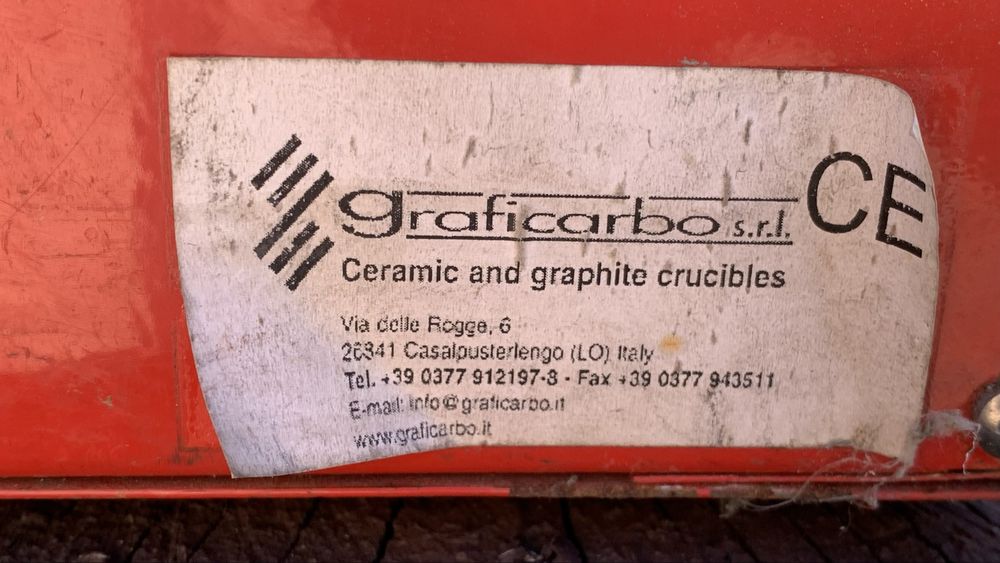 graficarbo s.r.l.
CE
Ceramic and graphite crucibles
Via delle Rogge, 6
26841 Casalpusterlengo (LO) Italy
Tel. +39 0377 912197-8 - Fax +39 0377 943511
E-mail: info@graficarbo.it
www.graficarbo.it